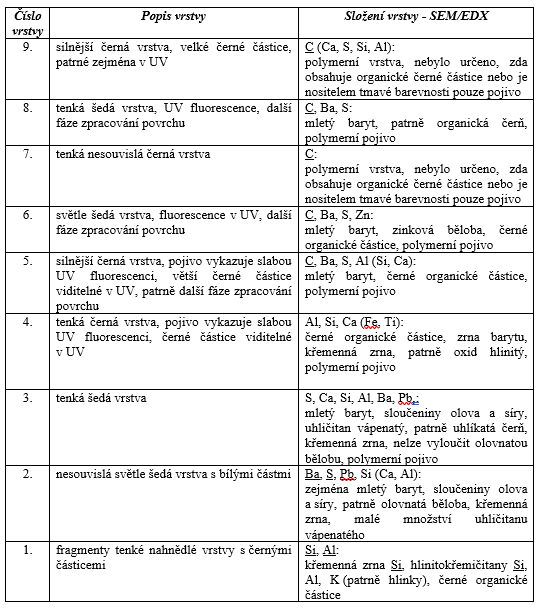 Číslo vrstvy Popis vrstvy Složení vrstvy - SEM/EDX
9. silnější černá vrstva, velké černé částice, patrné zejména v UV
C (Ca, S, Si, Al):
polymerní vrstva, nebylo určeno, zda
obsahuje organické černé částice nebo je
nositelem tmavé barevnosti pouze pojivo
8. tenká šedá vrstva, UV fluorescence, další
fáze zpracování povrchu
C, Ba, S:
mletý baryt, patrně organická čerň,
polymerní pojivo
7. tenká nesouvislá černá vrstva
C:
polymerní vrstva, nebylo určeno, zda
obsahuje organické černé částice nebo je
nositelem tmavé barevnosti pouze pojivo
6. světle šedá vrstva, fluorescence v UV, další
fáze zpracování povrchu
C, Ba, S, Zn:
mletý baryt, zinková běloba, černé
organické částice, polymerní pojivo
5. silnější černá vrstva, pojivo vykazuje slabou
UV fluorescenci, větší černé částice
viditelné v UV, patrně další fáze zpracování
povrchu
C, Ba, S, Al (Si, Ca):
mletý baryt, černé organické částice,
polymerní pojivo
4. tenká černá vrstva, pojivo vykazuje slabou
UV fluorescenci, černé částice viditelné
v UV
Al, Si, Ca (Fe, Ti):
černé organické částice, zrna barytu,
křemenná zrna, patrně oxid hlinitý,
polymerní pojivo
3. tenká šedá vrstva
S, Ca, Si, Al, Ba, Pb.:
mletý baryt, sloučeniny olova a síry,
uhličitan vápenatý, patrně uhlíkatá čerň,
křemenná zrna, nelze vyloučit olovnatou
bělobu, polymerní pojivo
2. nesouvislá světle šedá vrstva s bílými částmi
Ba, S, Pb, Si (Ca, Al):
zejména mletý baryt, sloučeniny olova
a síry, patrně olovnatá běloba, křemenná
zrna, malé množství uhličitanu
vápenatého
1. fragmenty tenké nahnědlé vrstvy s černými
částicemi
Si, Al:
křemenná zrna Si, hlinitokřemičitany Si,
Al, K (patrně hlinky), černé organické
částice